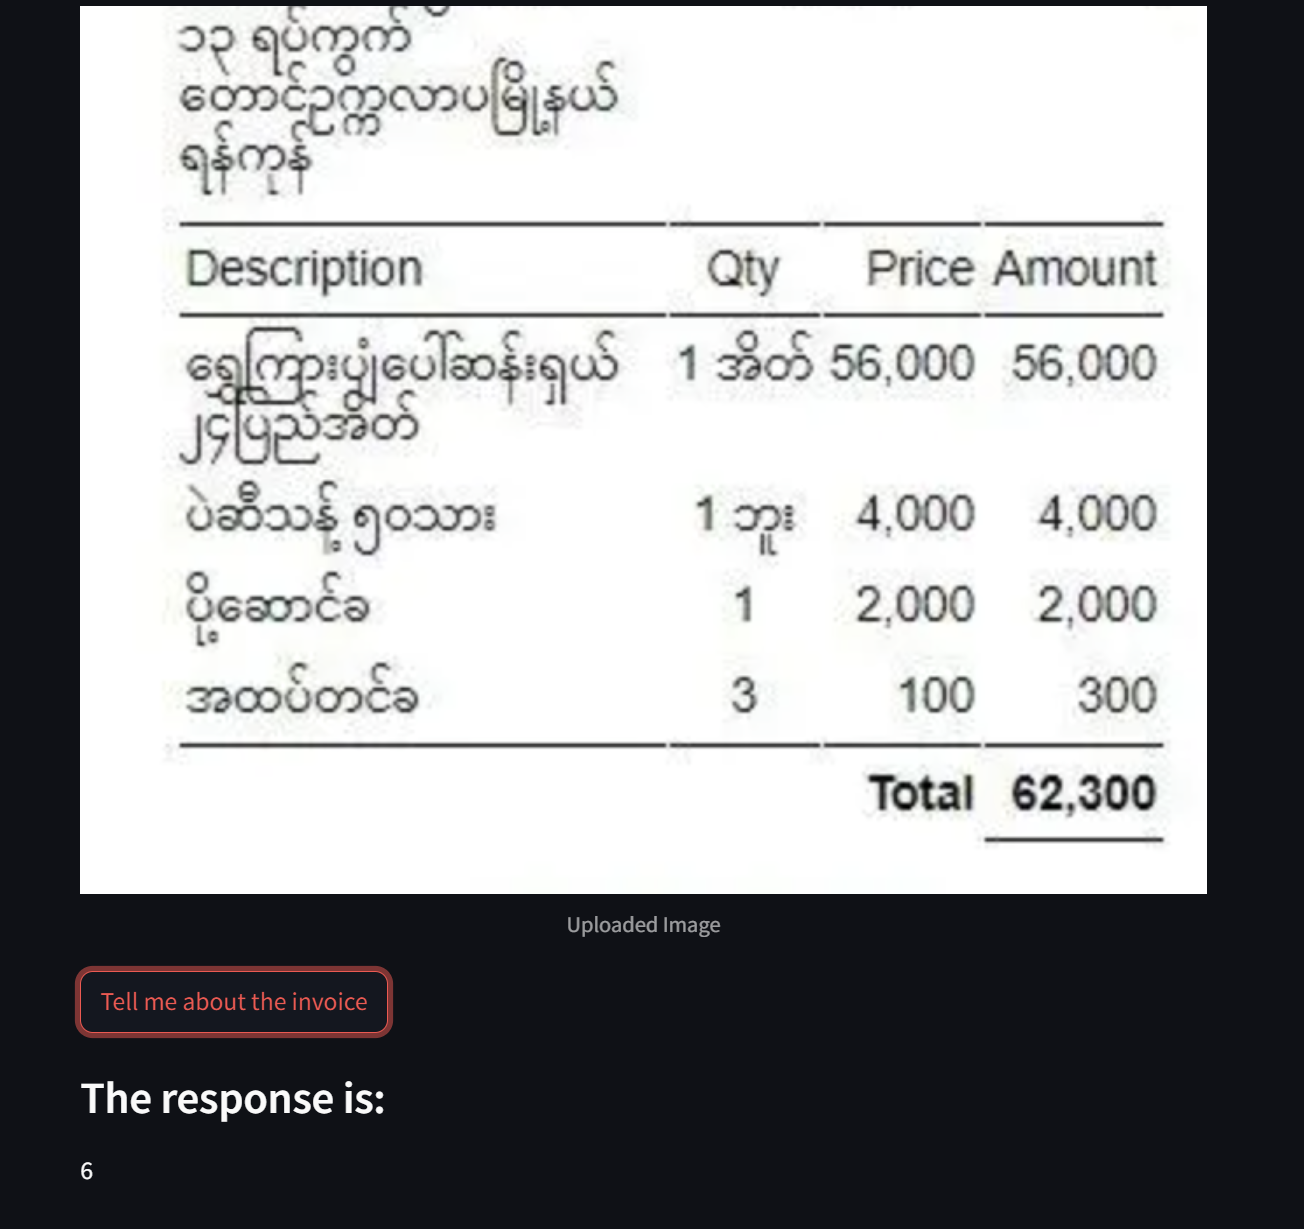 ၁၃ ရပ်ကွက်
တောင်ဥက္ကလာပမြို့နယ်
ရန်ကုန်
Description Qty Price Amount
ရွှေကြားပျံပေါ်ဆန်းရှယ် 1 အိတ် 56,000 56,000
၂၄ပြည်အိတ်
ပဲဆီသန့် ၅၀သား 1 ဘူး 4,000 4,000
ပို့ဆောင်ခ 1 2,000 2,000
အထပ်တင်ခ 3 100 300
Total 62,300
Uploaded Image
Tell me about the invoice
The response is:
6